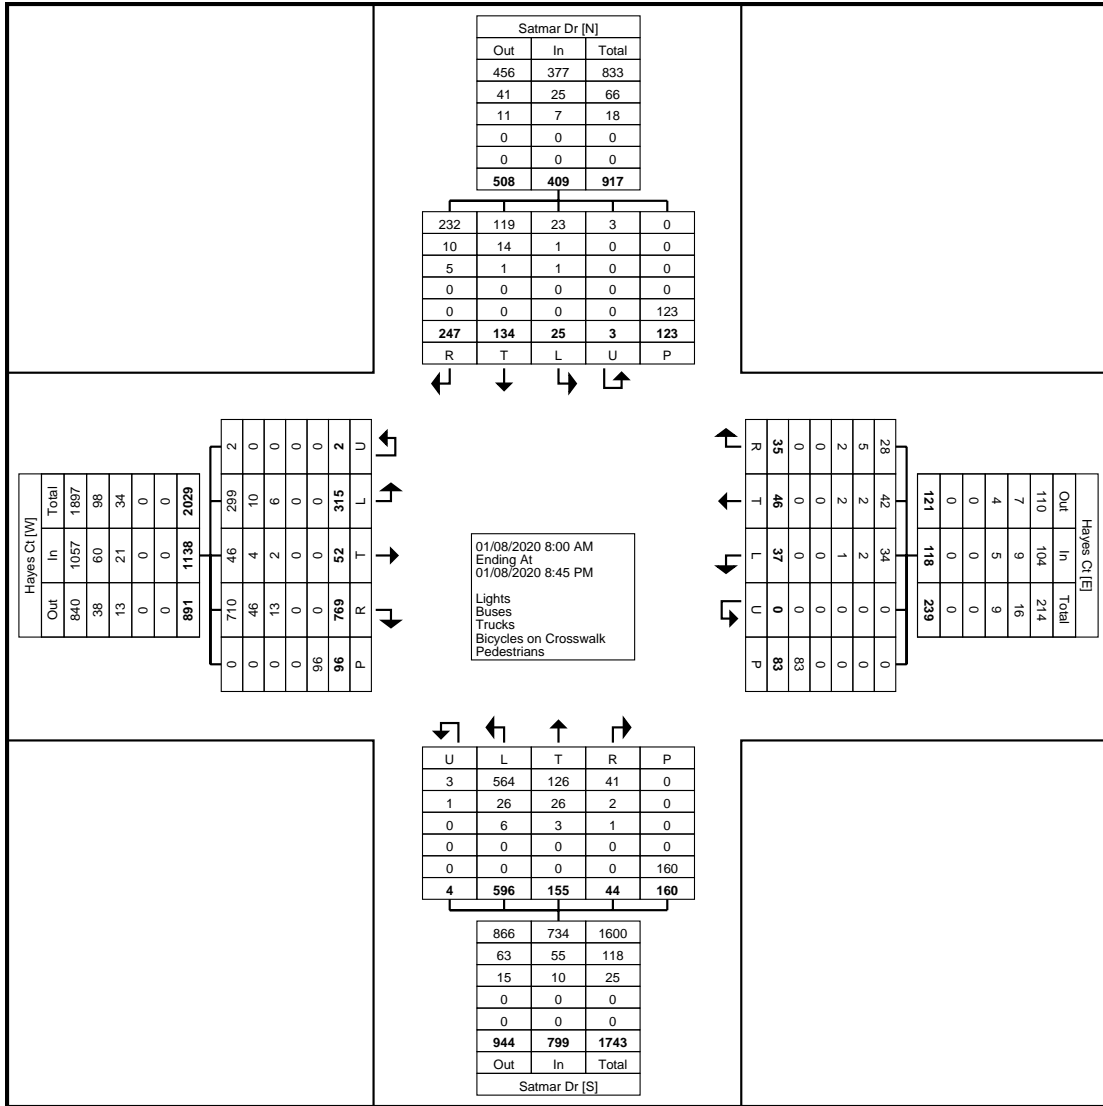 Satmar Dr [N]
Out In Total
456 377 833
41 25 66
11 7 18
0 0 0
0 0 0
508 409 917
232 119 23 3 0
10 14 1 0 0
5 1 1 0 0
0 0 0 0 0
0 0 0 0 123
247 134 25 3 123
R T L U P
Hayes Ct [W]
Total 1897 98 34 0 0 2029
In 1057 60 21 0 0 1138
Out 840 38 13 0 0 891
2 0 0 0 0 2 U
299 10 6 0 0 315 L
46 4 2 0 0 52 T
710 46 13 0 0 769 R
0 0 0 0 96 96 P
01/08/2020 8:00 AM
Ending At
01/08/2020 8:45 PM
Lights
Buses
Trucks
Bicycles on Crosswalk
Pedestrians
R 35 0 0 2 5 28
T 46 0 0 2 2 42
L 37 0 0 1 2 34
U 0 0 0 0 0 0
P 83 83 0 0 0 0
Hayes Ct [E]
Out 110 7 4 0 0 121
In 104 9 5 0 0 118
Total 214 16 9 0 0 239
U L T R P
3 564 126 41 0
1 26 26 2 0
0 6 3 1 0
0 0 0 0 0
0 0 0 0 160
4 596 155 44 160
866 734 1600
63 55 118
15 10 25
0 0 0
0 0 0
944 799 1743
Out In Total
Satmar Dr [S]